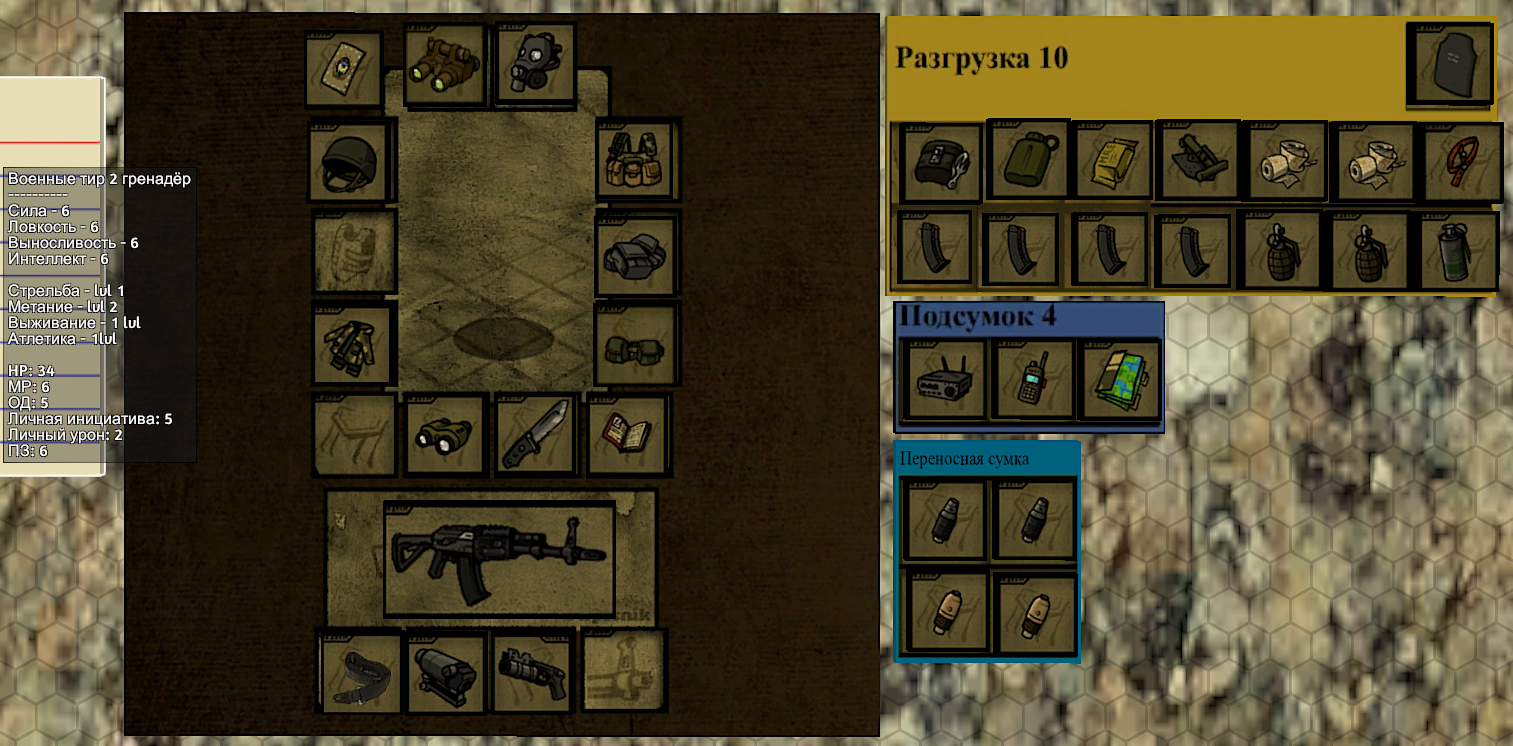 Военные тир 2 гренадёр
----------
Сила - 6
Ловкость - 6
Выносливость - 6
Интеллект - 6
Стрельба - lvl 1
Метание - lvl 2
Выживание - 1 lvl
Атлетика - 1lvl
HP: 34
МР: 6
ОД: 5
Личная инициатива: 5
Личный урон: 2
ПЗ: 6
Разгрузка 10
Подсумок 4
Переносная сумка